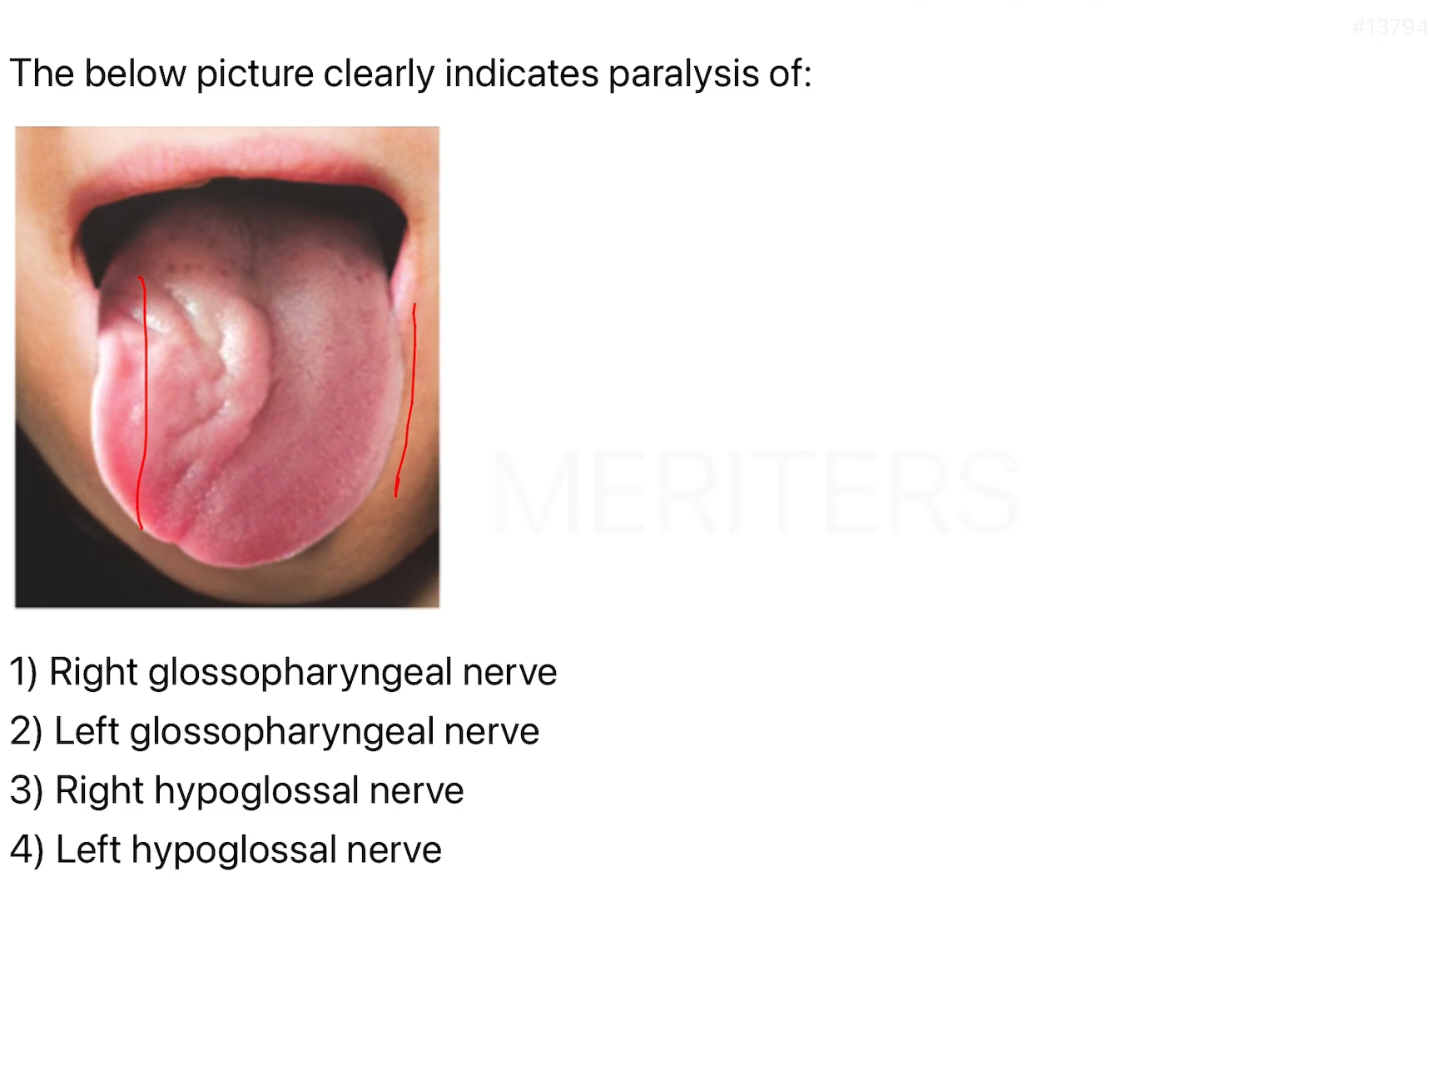 #13794
The below picture clearly indicates paralysis of:
MERITERS
1) Right glossopharyngeal nerve
2) Left glossopharyngeal nerve
3) Right hypoglossal nerve
4) Left hypoglossal nerve